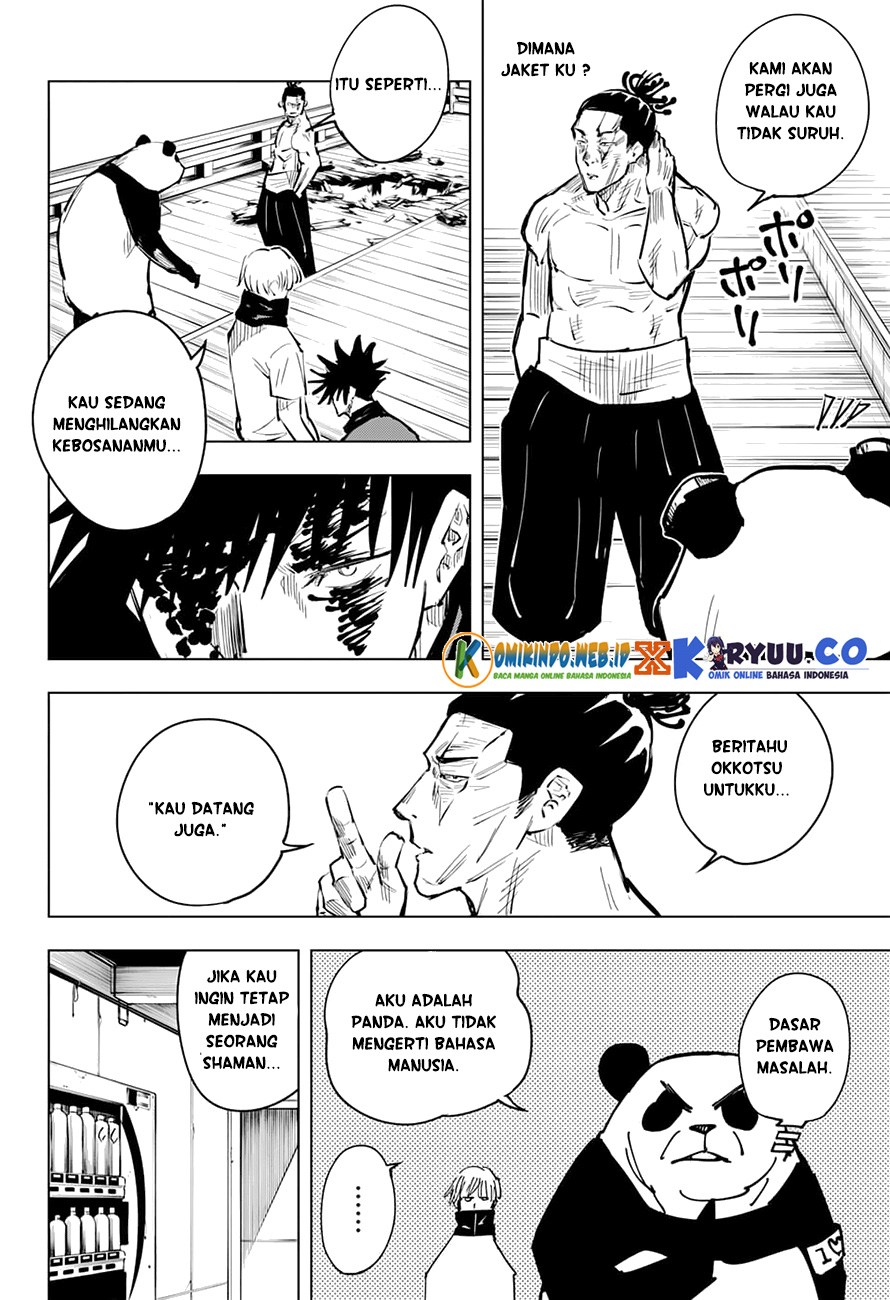 DIMANA
JAKET KU ?
KAMI AKAN
PERGI JUGA
WALAU KAU
TIDAK SURUH.
ポリ
ポリ
ITU SEPERTI...
KAU SEDANG
MENGHILANGKAN
KEBOSANANMU...
KOMIKINDO.WEB.ID
BACA MANGA ONLINE BAHASA INDONESIA
X
KIRYUU.CO
OMIK ONLINE BAHASA INDONESIA
BERITAHU
OKKOTSU
UNTUKKU...
"KAU DATANG
JUGA."
DASAR
PEMBAWA
MASALAH.
AKU ADALAH
PANDA. AKU TIDAK
MENGERTI BAHASA
MANUSIA.
......
JIKA KAU
INGIN TETAP
MENJADI
SEORANG
SHAMAN...